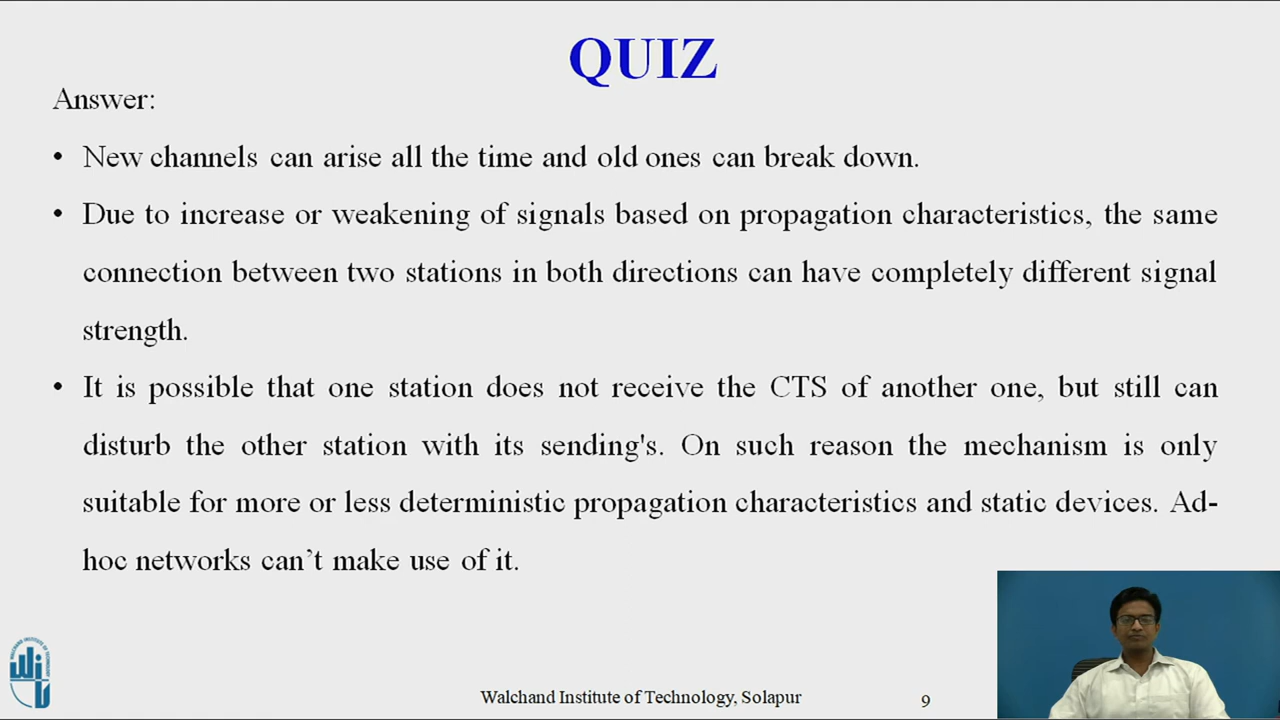 QUIZ
Answer:
• New channels can arise all the time and old ones can break down.
• Due to increase or weakening of signals based on propagation characteristics, the same
connection between two stations in both directions can have completely different signal
strength.
• It is possible that one station does not receive the CTS of another one, but still can
disturb the other station with its sending's. On such reason the mechanism is only
suitable for more or less deterministic propagation characteristics and static devices. Ad-
hoc networks can’t make use of it.
WALCHAND INSTITUTE OF TECHNOLOGY
Walchand Institute of Technology, Solapur
9